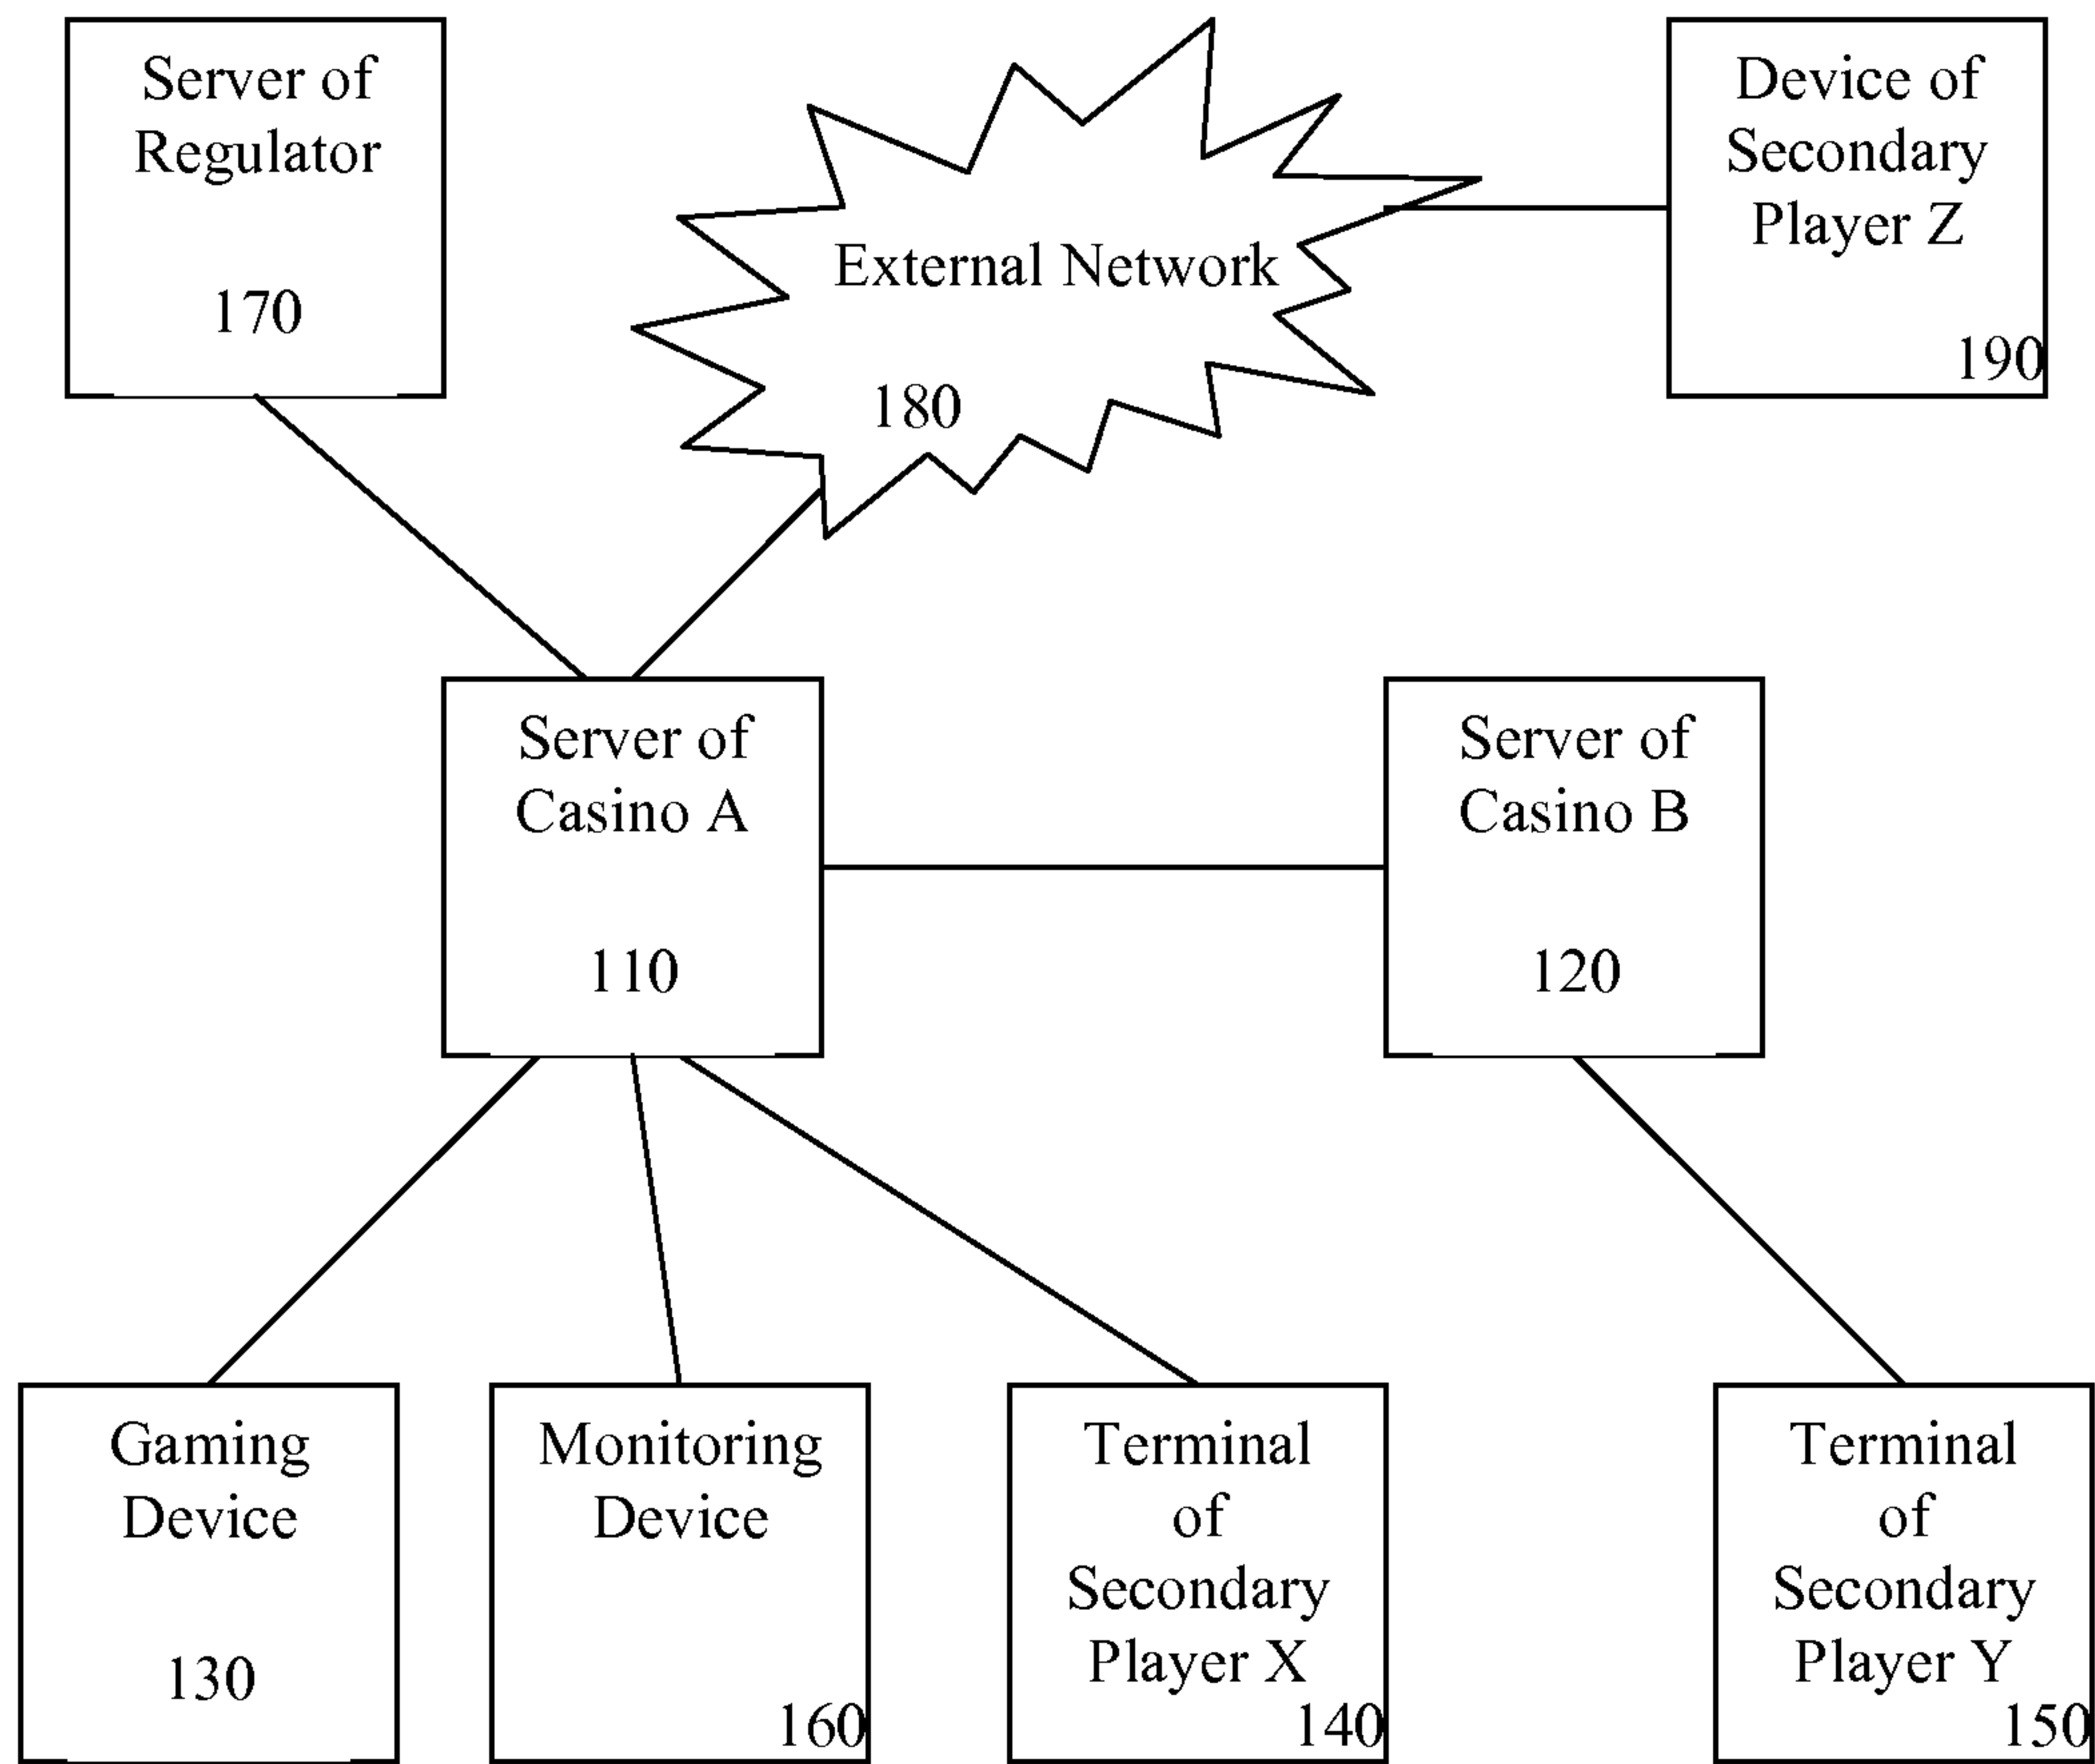 Server of
Regulator
170
External Network
180
Device of
Secondary
Player Z
190
Server of
Casino A
110
Server of
Casino B
120
Gaming
Device
130
Monitoring
Device
160
Terminal
of
Secondary
Player X
140
Terminal
of
Secondary
Player Y
150